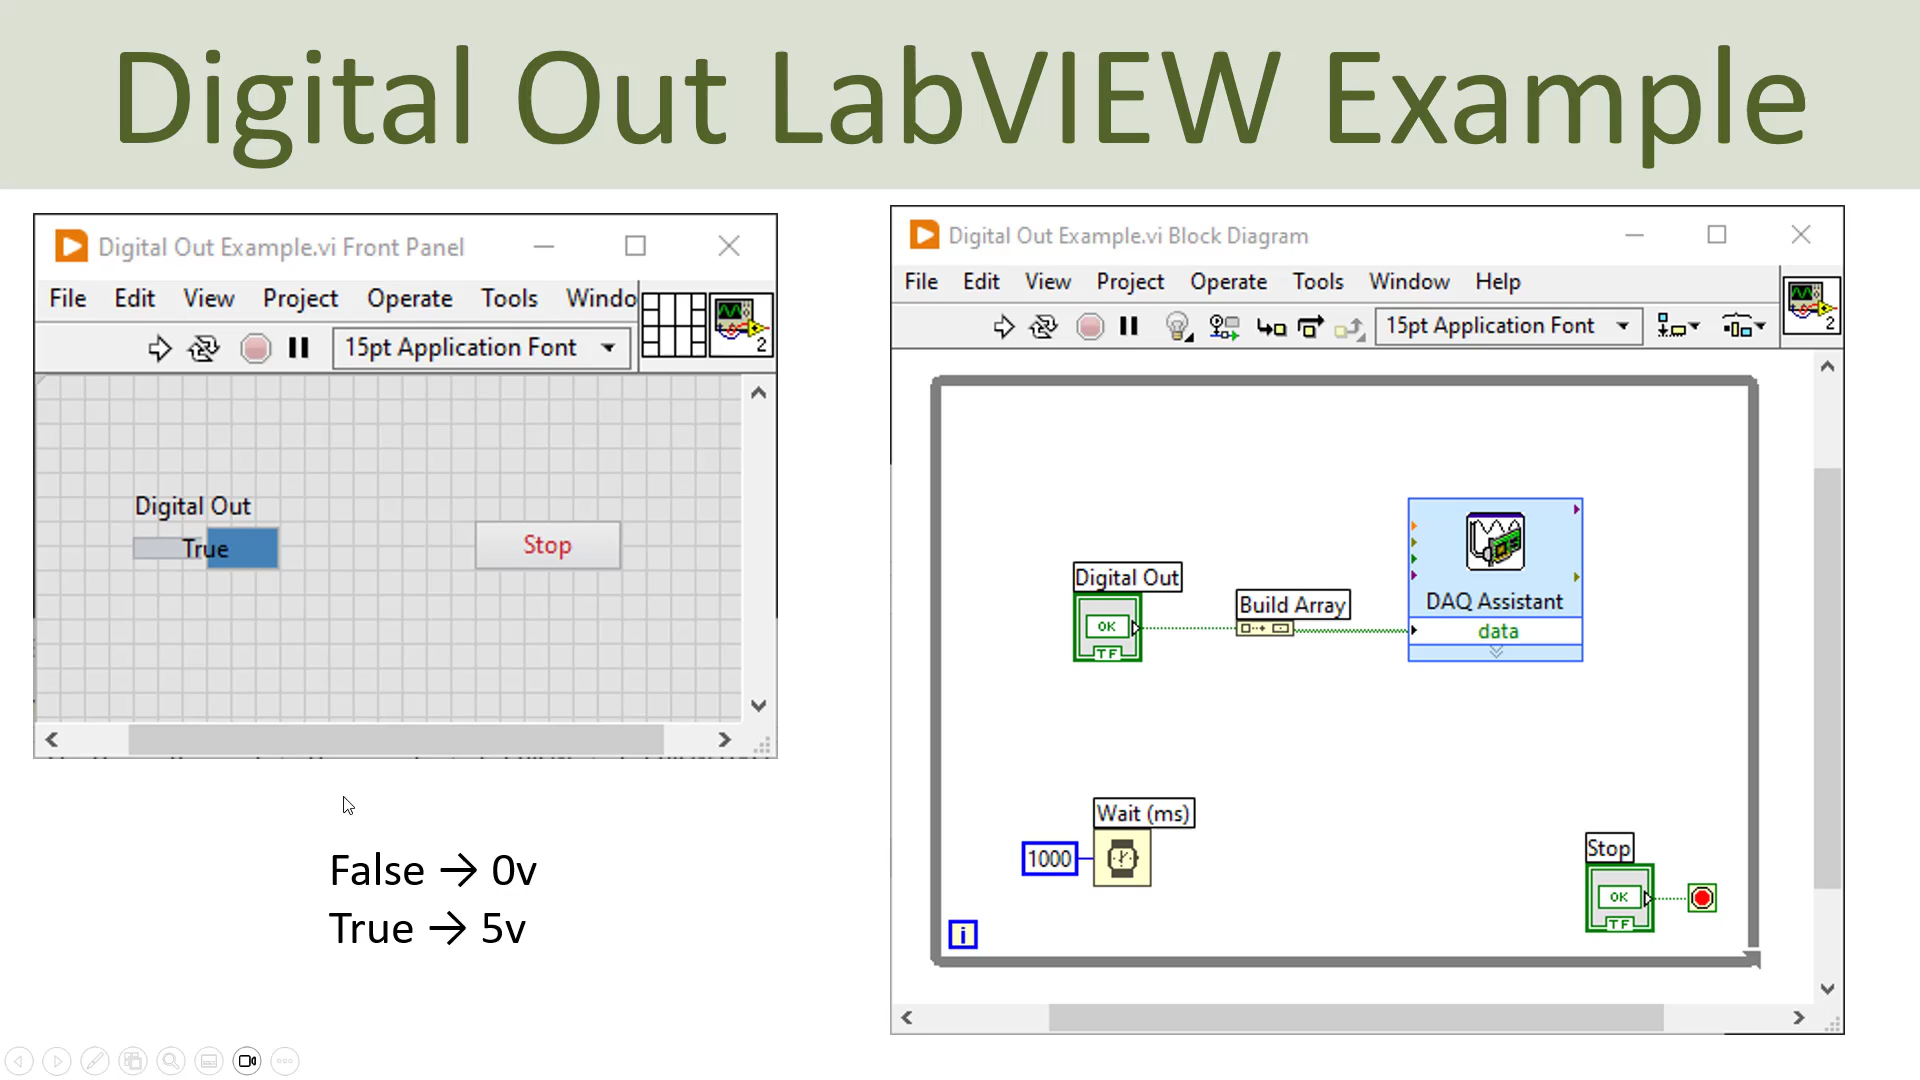 Digital Out LabVIEW Example
Digital Out Example.vi Front Panel
File Edit View Project Operate Tools Windo
15pt Application Font
2
Digital Out
True
Stop
False → 0v
True → 5v
Digital Out Example.vi Block Diagram
File Edit View Project Operate Tools Window Help
15pt Application Font
2
Digital Out
OK
TF
Build Array
DAQ Assistant
data
Wait (ms)
1000
Stop
OK
TF
i